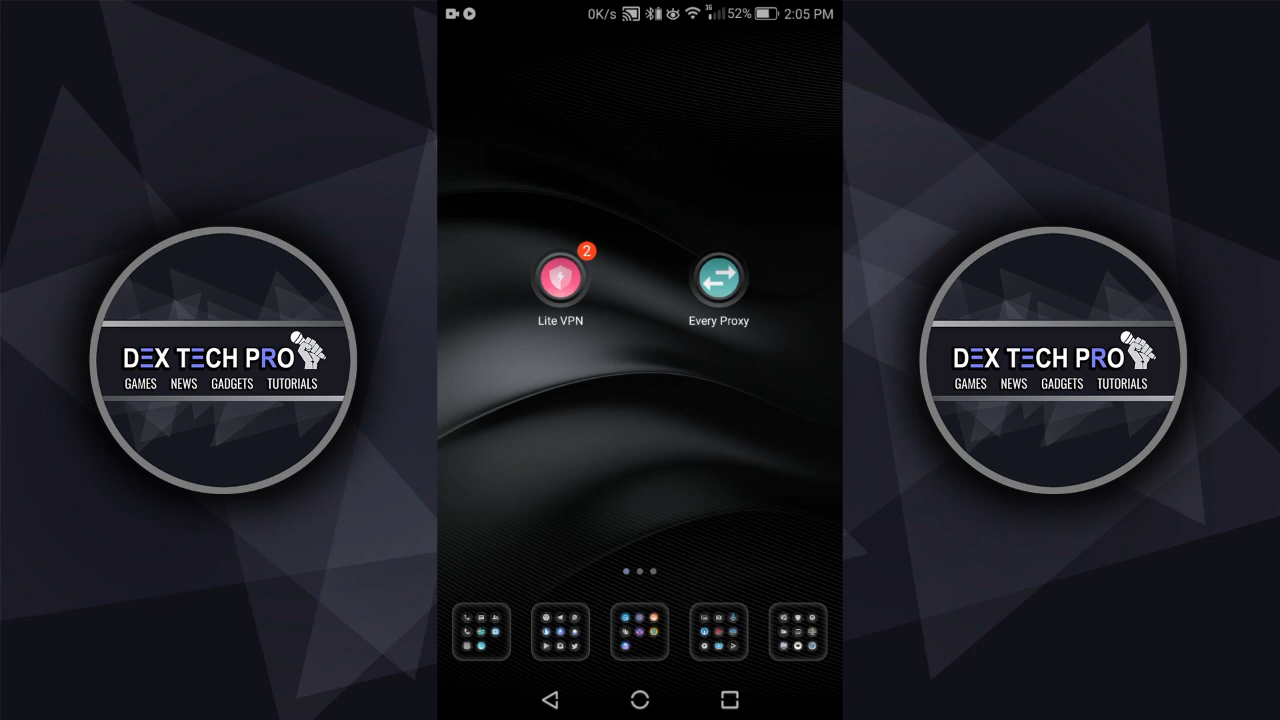 0K/s 3G 52% 2:05 PM
2
Lite VPN Every Proxy
DEX TECH PRO
GAMES NEWS GADGETS TUTORIALS
DEX TECH PRO
GAMES NEWS GADGETS TUTORIALS